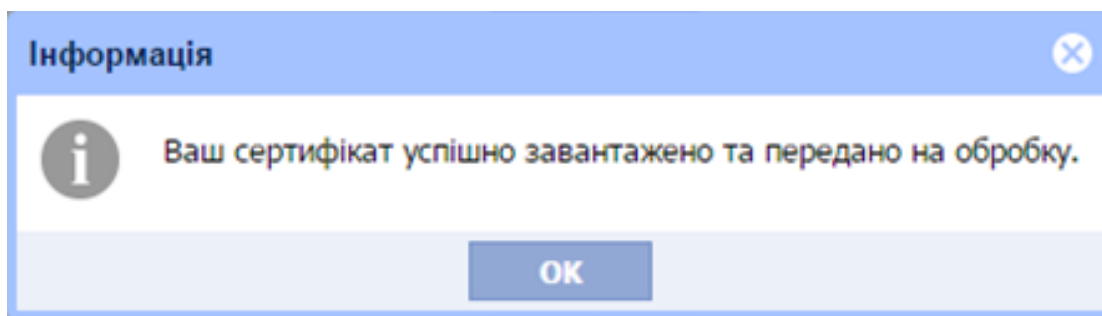 Інформація
Ваш сертифікат успішно завантажено та передано на обробку.
OK